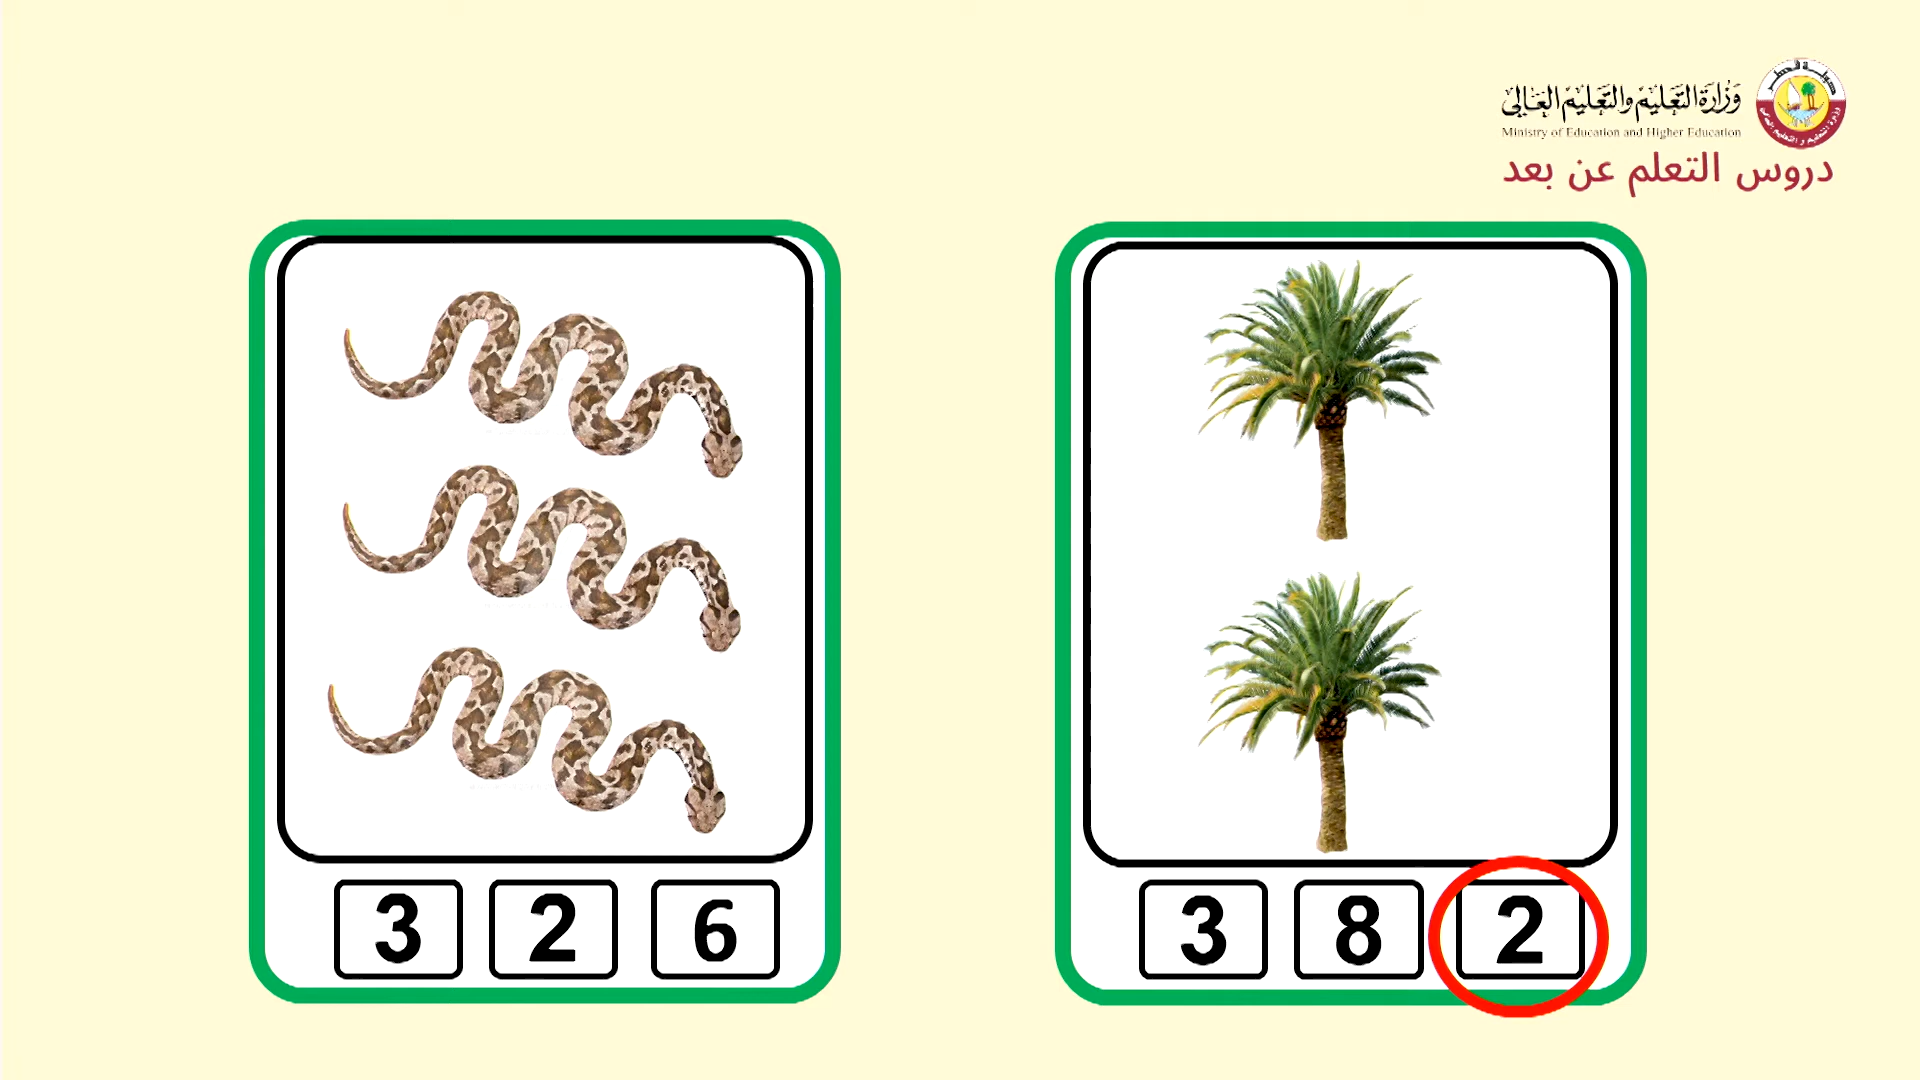 وزارة التعليم والتعليم العالي
Ministry of Education and Higher Education
دروس التعلم عن بعد
3 2 6
3 8 2